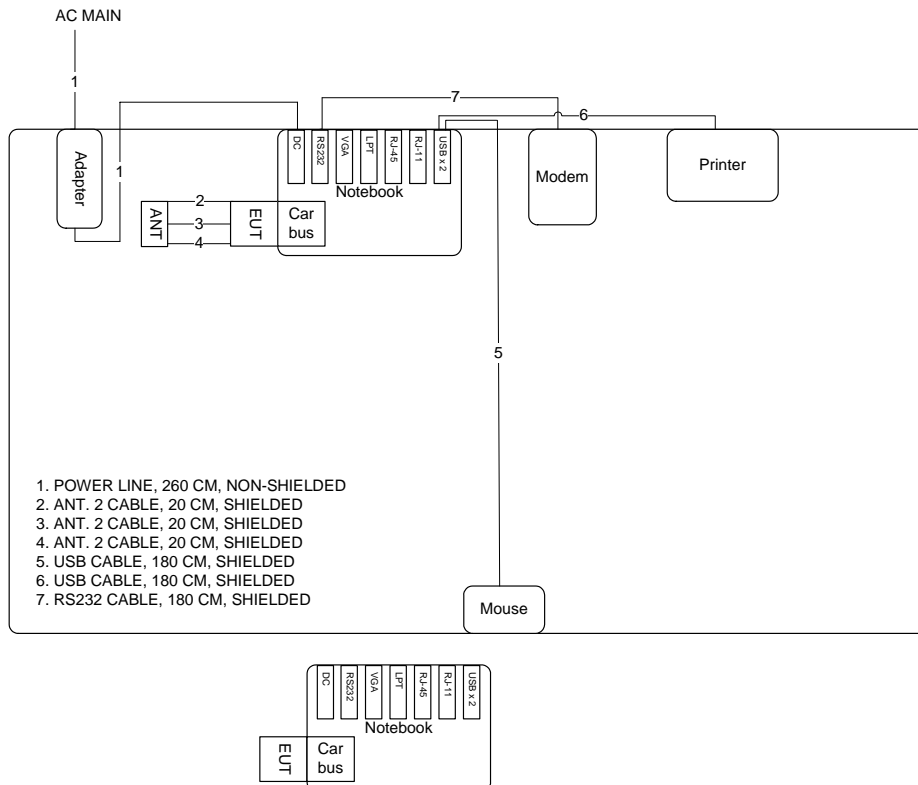 AC MAIN
1
7
6
DC
RS232
VGA
LPT
RJ-45
RJ-11
USB x 2
Notebook
Adapter
1
Modem
Printer
ANT
2
3
4
EUT
Car
bus
5
1. POWER LINE, 260 CM, NON-SHIELDED
2. ANT. 2 CABLE, 20 CM, SHIELDED
3. ANT. 2 CABLE, 20 CM, SHIELDED
4. ANT. 2 CABLE, 20 CM, SHIELDED
5. USB CABLE, 180 CM, SHIELDED
6. USB CABLE, 180 CM, SHIELDED
7. RS232 CABLE, 180 CM, SHIELDED
Mouse
DC
RS232
VGA
LPT
RJ-45
RJ-11
USB x 2
Notebook
EUT
Car
bus